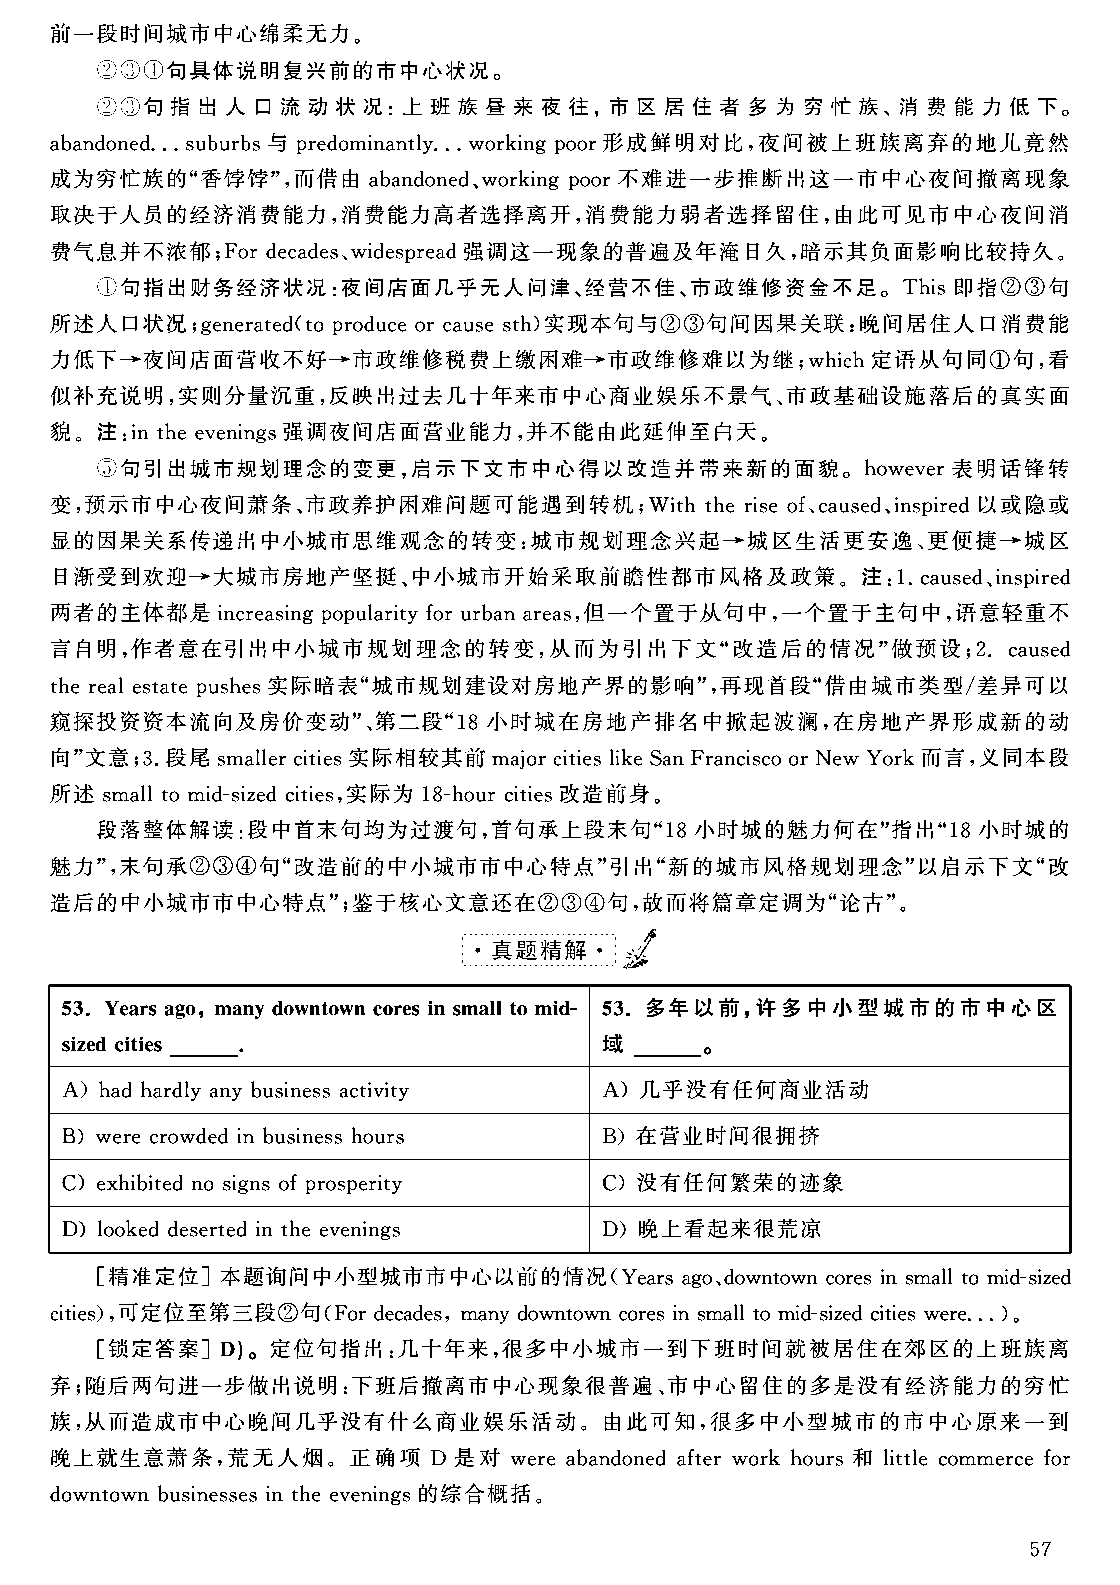 前一段时间城市中心绵柔无力。
②③①句具体说明复兴前的市中心状况。
②③句指出人口流动状况:上班族昼来夜往,市区居住者多为穷忙族、消费能力低下。
abandoned...suburbs 与 predominantly...working poor 形成鲜明对比,夜间被上班族离弃的地儿竟然
成为穷忙族的“香饽饽”,而借由 abandoned、working poor 不难进一步推断出这一市中心夜间撤离现象
取决于人员的经济消费能力,消费能力高者选择离开,消费能力弱者选择留住,由此可见市中心夜间消
费气息并不浓郁;For decades、widespread 强调这一现象的普遍及年淹日久,暗示其负面影响比较持久。
①句指出财务经济状况:夜间店面几乎无人问津、经营不佳、市政维修资金不足。This 即指②③句
所述人口状况;generated(to produce or cause sth)实现本句与②③句间因果关联:晚间居住人口消费能
力低下→夜间店面营收不好→市政维修税费上缴困难→市政维修难以为继;which 定语从句同①句,看
似补充说明,实则分量沉重,反映出过去几十年来市中心商业娱乐不景气、市政基础设施落后的真实面
貌。注:in the evenings 强调夜间店面营业能力,并不能由此延伸至白天。
⑤句引出城市规划理念的变更,启示下文市中心得以改造并带来新的面貌。however 表明话锋转
变,预示市中心夜间萧条、市政养护困难问题可能遇到转机;With the rise of、caused、inspired 以或隐或
显的因果关系传递出中小城市思维观念的转变:城市规划理念兴起→城区生活更安逸、更便捷→城区
日渐受到欢迎→大城市房地产坚挺、中小城市开始采取前瞻性都市风格及政策。注:1. caused、inspired
两者的主体都是 increasing popularity for urban areas,但一个置于从句中,一个置于主句中,语意轻重不
言自明,作者意在引出中小城市规划理念的转变,从而为引出下文“改造后的情况”做预设;2. caused
the real estate pushes 实际暗表“城市规划建设对房地产界的影响”,再现首段“借由城市类型/差异可以
窥探投资资本流向及房价变动”、第二段“18 小时城在房地产排名中掀起波澜,在房地产界形成新的动
向”文意;3. 段尾 smaller cities 实际相较其前 major cities like San Francisco or New York 而言,义同本段
所述 small to mid-sized cities,实际为 18-hour cities 改造前身。
段落整体解读:段中首末句均为过渡句,首句承上段末句“18 小时城的魅力何在”指出“18 小时城的
魅力”,末句承②③④句“改造前的中小城市市中心特点”引出“新的城市风格规划理念”以启示下文“改
造后的中小城市市中心特点”;鉴于核心文意还在②③④句,故而将篇章定调为“论古”。
·真题精解·
53. Years ago, many downtown cores in small to mid-
sized cities ______.
53. 多年以前,许多中小型城市的市中心区
域 ______。
A) had hardly any business activity
A) 几乎没有任何商业活动
B) were crowded in business hours
B) 在营业时间很拥挤
C) exhibited no signs of prosperity
C) 没有任何繁荣的迹象
D) looked deserted in the evenings
D) 晚上看起来很荒凉
[精准定位] 本题询问中小型城市市中心以前的情况(Years ago、downtown cores in small to mid-sized
cities),可定位至第三段②句(For decades, many downtown cores in small to mid-sized cities were...)。
[锁定答案] D)。定位句指出:几十年来,很多中小城市一到下班时间就被居住在郊区的上班族离
弃;随后两句进一步做出说明:下班后撤离市中心现象很普遍、市中心留住的多是没有经济能力的穷忙
族,从而造成市中心晚间几乎没有什么商业娱乐活动。由此可知,很多中小型城市的市中心原来一到
晚上就生意萧条,荒无人烟。正确项 D 是对 were abandoned after work hours 和 little commerce for
downtown businesses in the evenings 的综合概括。
57